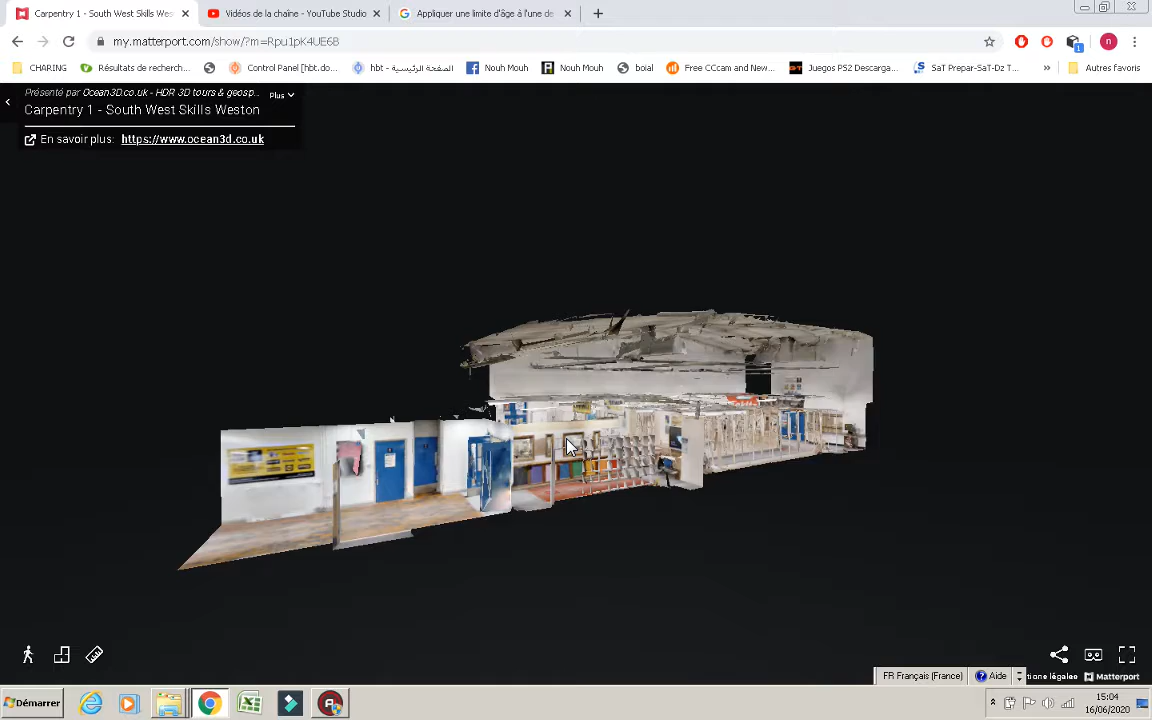 Carpentry 1 - South West Skills Wes
Vidéos de la chaîne - YouTube Studio
Appliquer une limite d'âge à l'une de
my.matterport.com/show/?m=Rpu1pK4UE6B
CHARING
Résultats de recherch...
Control Panel [hbt.do...
hbt - الصفحة الرئيسية
Nouh Mouh
Nouh Mouh
boial
Free CCcam and New...
Juegos PS2 Descarga...
SaT Prepar-SaT-Dz T...
»
Autres favoris
Présenté par Ocean3D.co.uk - HDR 3D tours & geosp...
Plus
Carpentry 1 - South West Skills Weston
En savoir plus: https://www.ocean3d.co.uk
FR Français (France)
Aide
tions légales
Matterport
Démarrer
15:04
16/06/2020